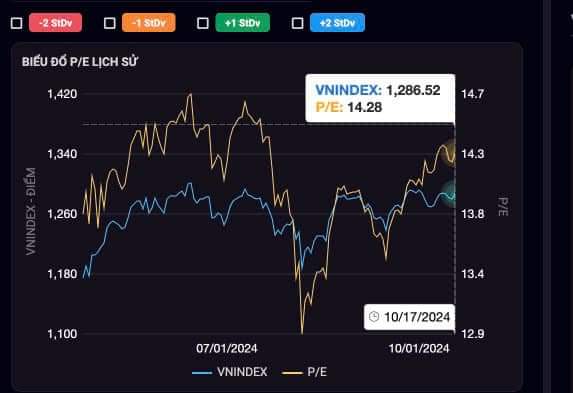 -2 StDv
-1 StDv
+1 StDv
+2 StDv
BIỂU ĐỒ P/E LỊCH SỬ
VNINDEX: 1,286.52
P/E: 14.28
1,420
1,340
1,260
1,180
1,100
VNINDEX - ĐIỂM
14.7
14.3
13.8
13.4
12.9
P/E
10/17/2024
07/01/2024
10/01/2024
VNINDEX
P/E